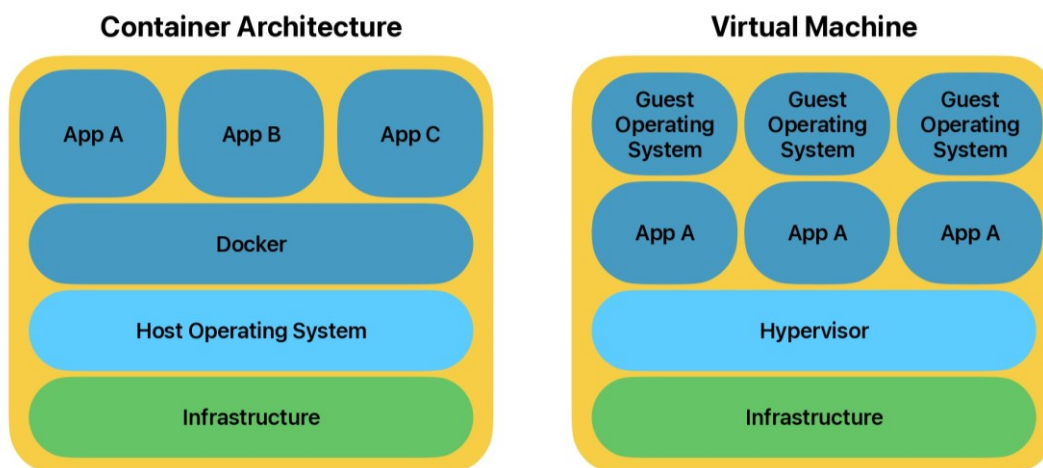 Container Architecture
App A
App B
App C
Docker
Host Operating System
Infrastructure
Virtual Machine
Guest
Operating
System
Guest
Operating
System
Guest
Operating
System
App A
App A
App A
Hypervisor
Infrastructure